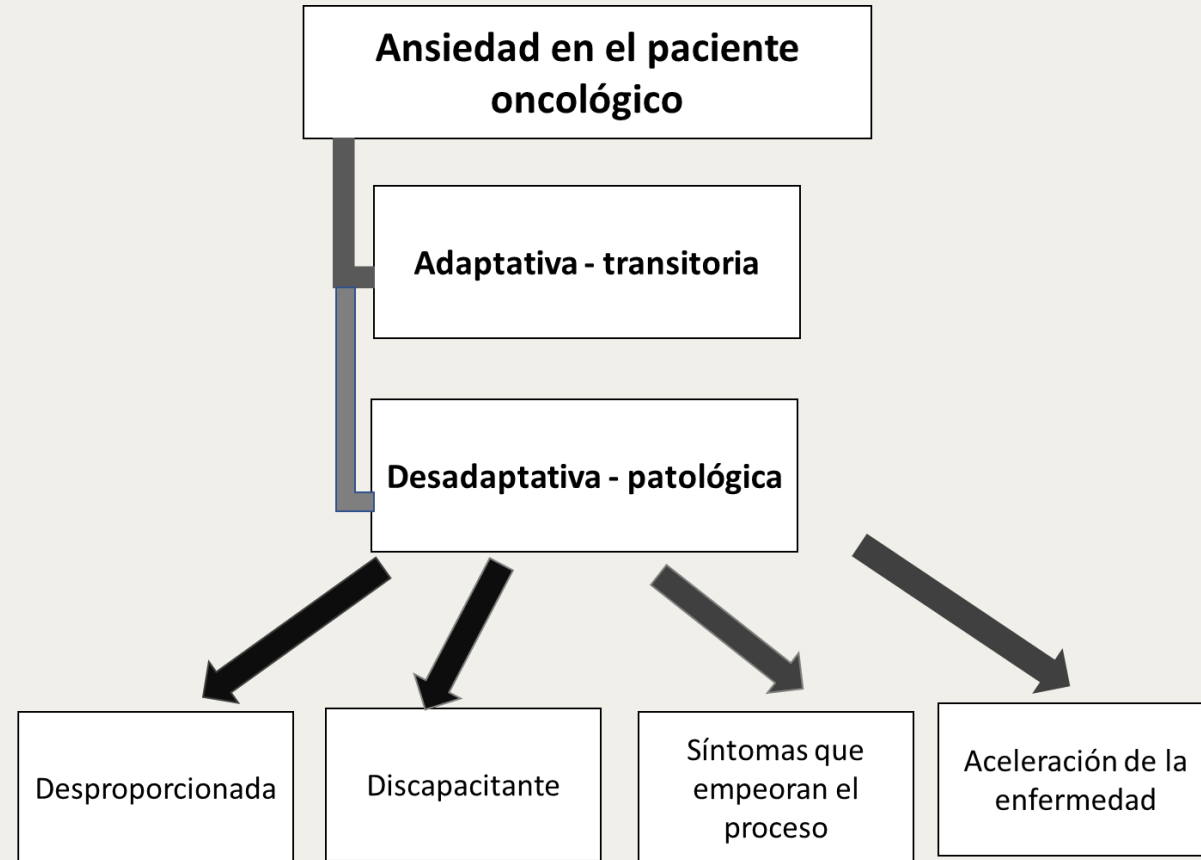 Ansiedad en el paciente
oncológico
Adaptativa - transitoria
Desadaptativa - patológica
Desproporcionada
Discapacitante
Síntomas que
empeoran el
proceso
Aceleración de la
enfermedad